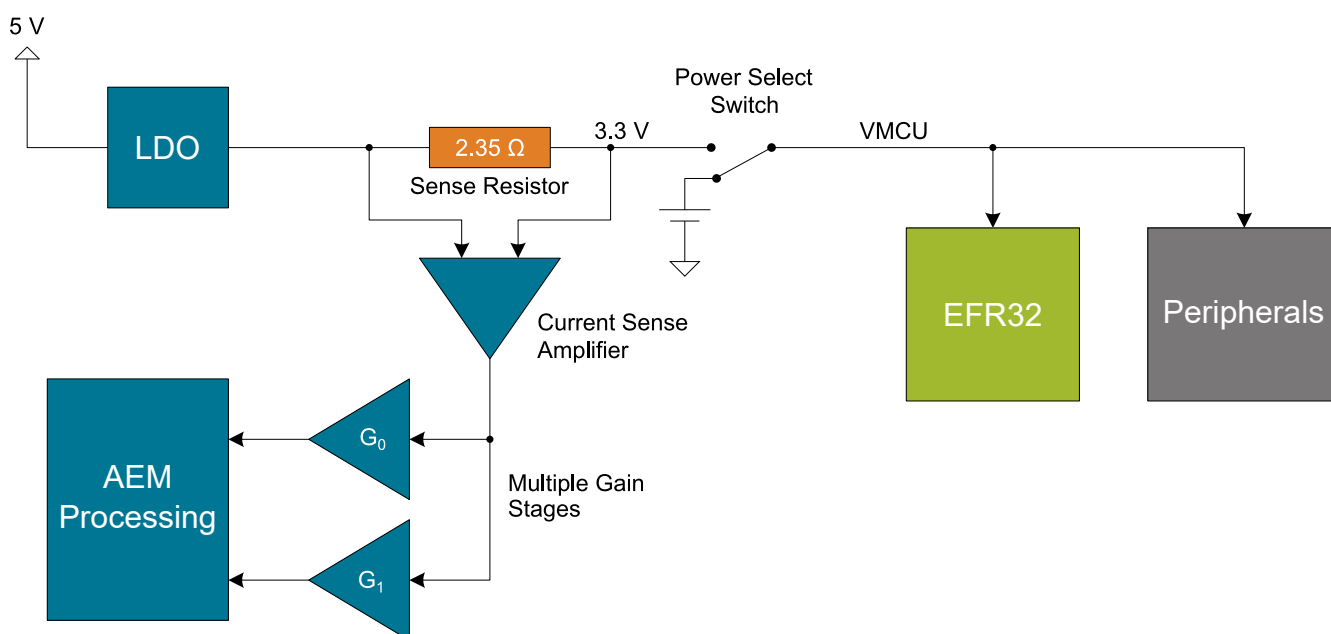 5 V
Power Select
Switch
LDO
2.35 Ω
3.3 V
VMCU
Sense Resistor
EFR32
Peripherals
Current Sense
Amplifier
AEM
Processing
G₀
Multiple Gain
Stages
G₁